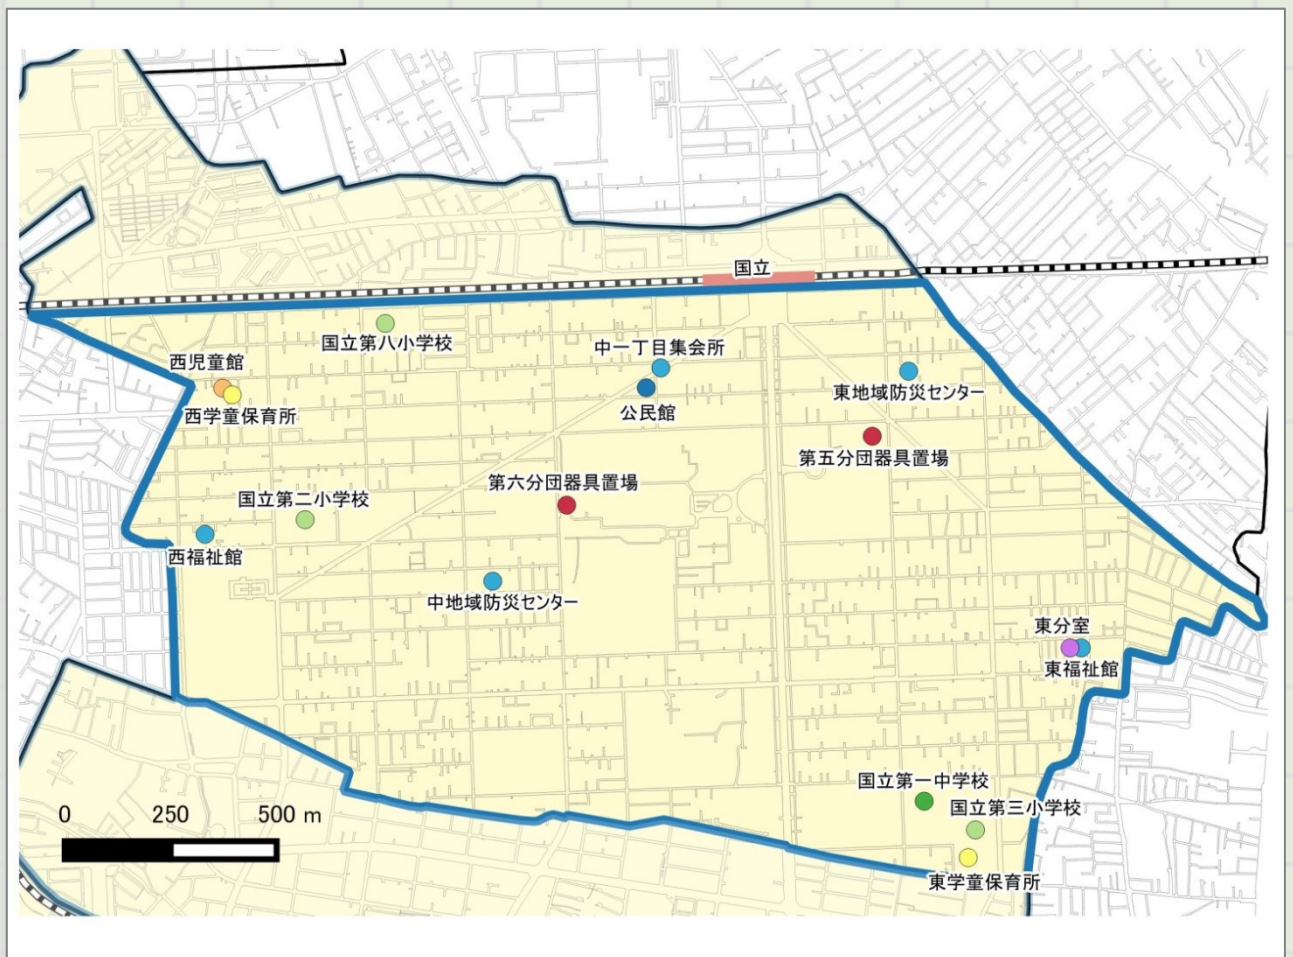 国立
国立第八小学校
中一丁目集会所
西児童館
東地域防災センター
西学童保育所
公民館
第五分団器具置場
第六分団器具置場
国立第二小学校
西福祉館
中地域防災センター
東分室
東福祉館
国立第一中学校
国立第三小学校
0 250 500 m
東学童保育所